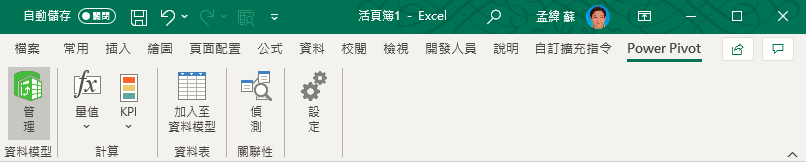 自動儲存 關閉 活頁簿1 - Excel 孟緯 蘇
檔案 常用 插入 繪圖 頁面配置 公式 資料 校閱 檢視 開發人員 說明 自訂擴充指令 Power Pivot
管理 量值 KPI 加入至資料模型 偵測 設定
資料模型 計算 資料表 關聯性